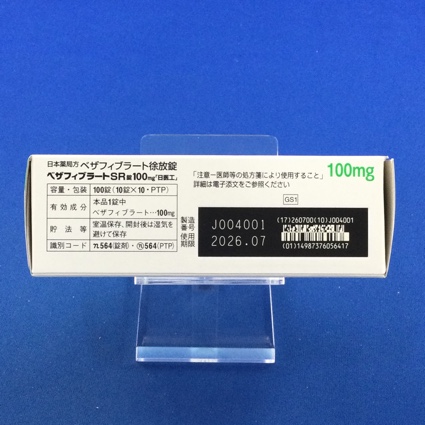 日本薬局方 ベザフィブラート徐放錠
ベザフィブラートSR錠100mg「日医工」
容量・包装 100錠(10錠×10・PTP)
有効成分 本品1錠中
ベザフィブラート…100mg
貯法等 室温保存、開封後は湿気を
避けて保存
識別コード n564(錠剤)・ⓝ564(PTP)
「注意－医師等の処方箋により使用すること」
詳細は電子添文をご参照ください
100mg
GS1
製造番号 J004001
使用期限 2026.07
(17)260700(10)J004001
(01)14987376056417